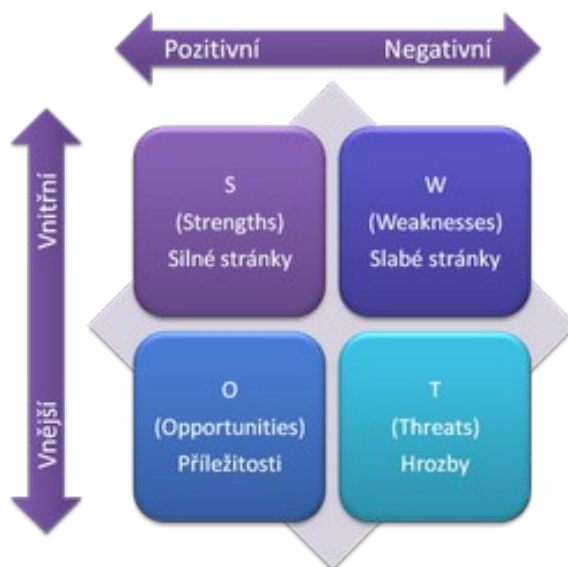 Pozitivní Negativní
Vnitřní
S
(Strengths)
Silné stránky
W
(Weaknesses)
Slabé stránky
Vnější
O
(Opportunities)
Příležitosti
T
(Threats)
Hrozby